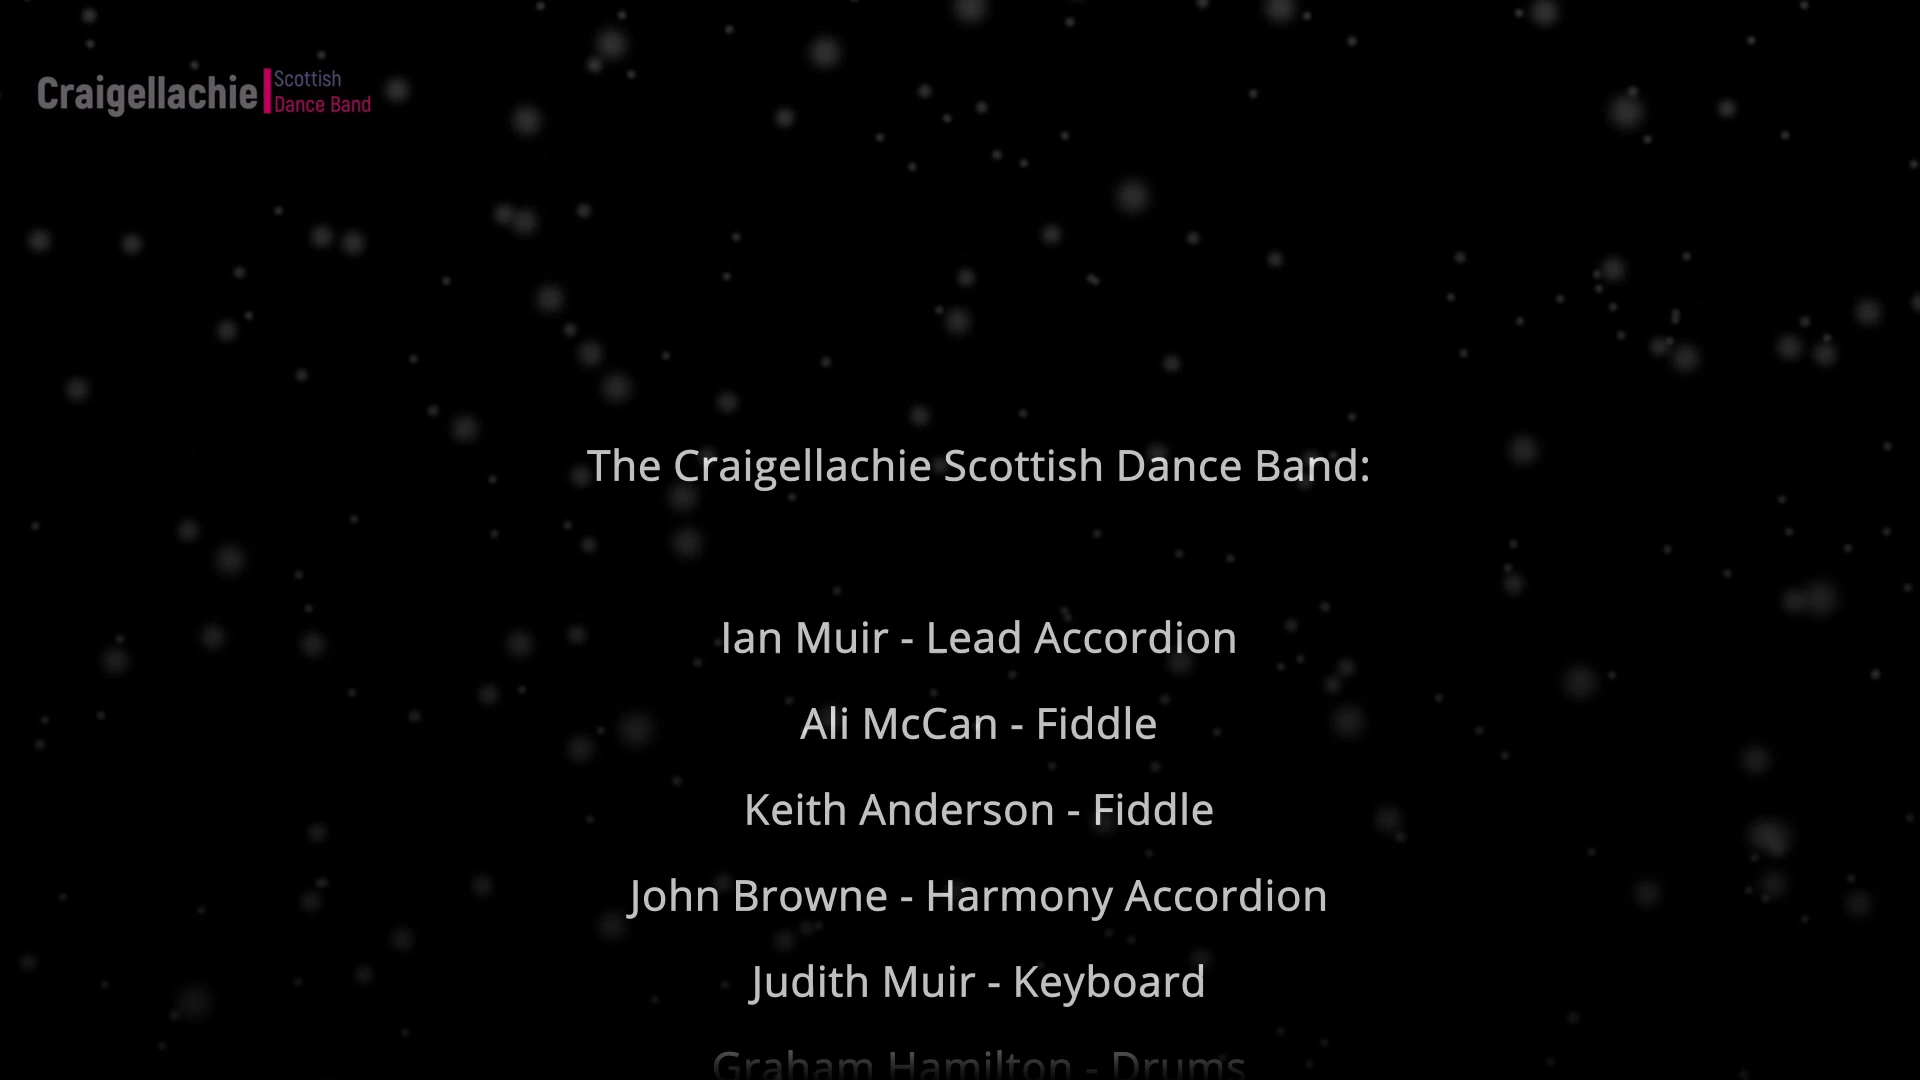 Craigellachie
Scottish
Dance Band
The Craigellachie Scottish Dance Band:
Ian Muir - Lead Accordion
Ali McCan - Fiddle
Keith Anderson - Fiddle
John Browne - Harmony Accordion
Judith Muir - Keyboard
Graham Hamilton - Drums